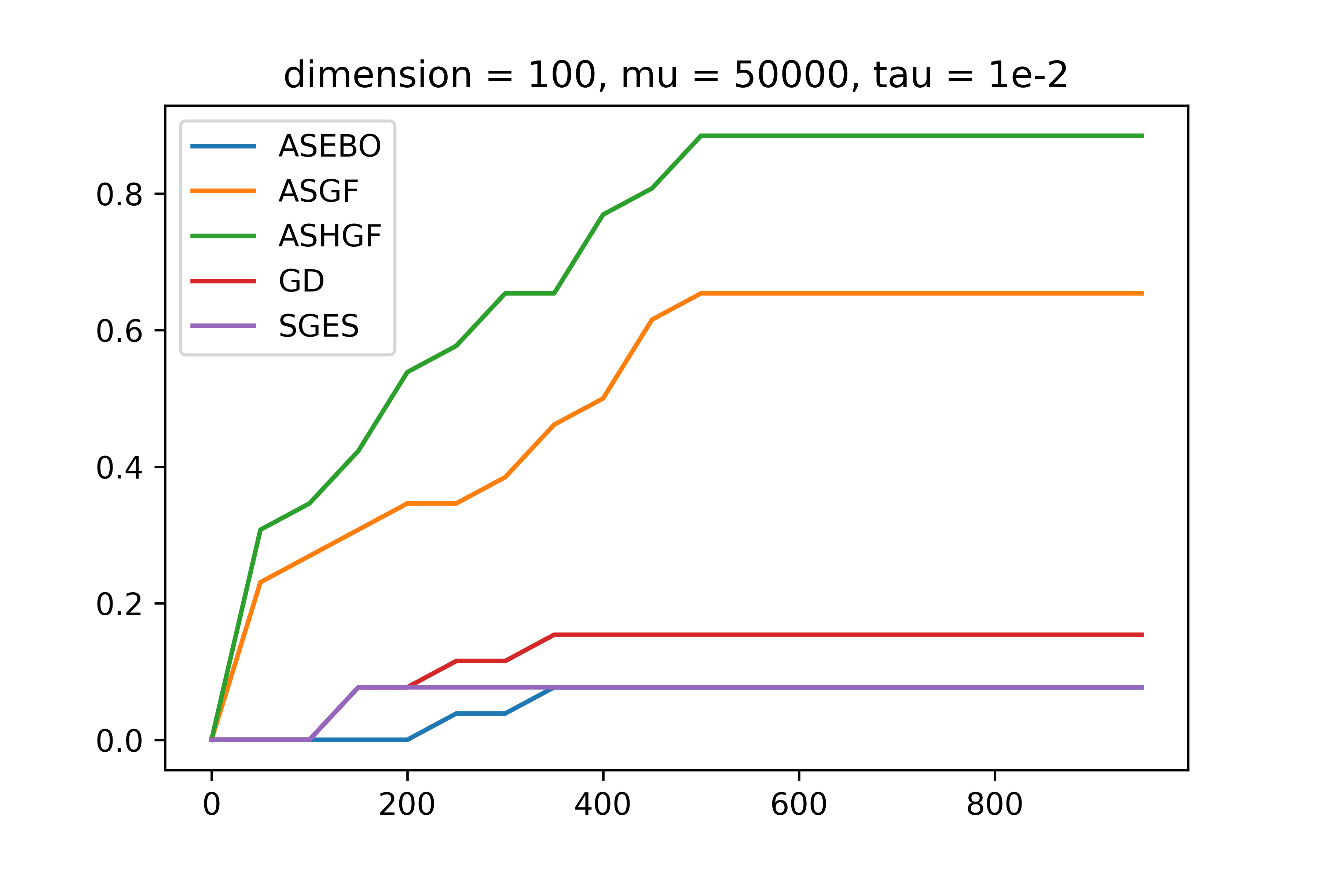 dimension = 100, mu = 50000, tau = 1e-2
ASEBO
ASGF
ASHGF
GD
SGES
0.8
0.6
0.4
0.2
0.0
0 200 400 600 800